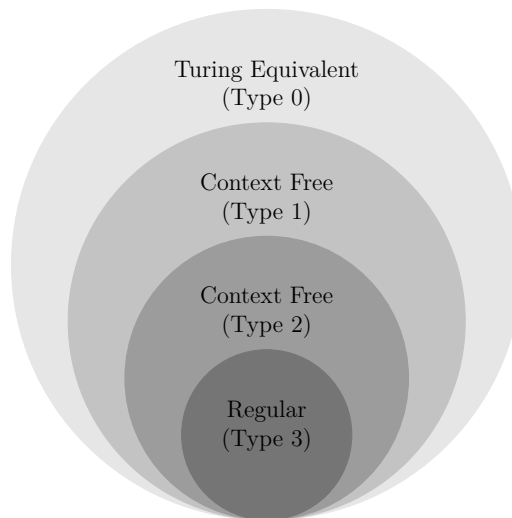 Turing Equivalent
(Type 0)
Context Free
(Type 1)
Context Free
(Type 2)
Regular
(Type 3)